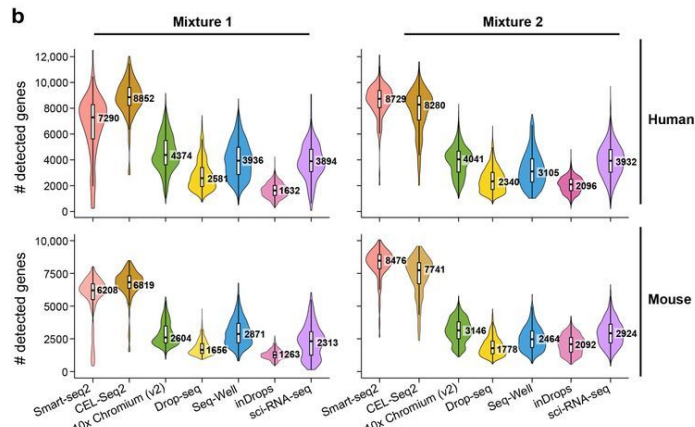 b
Mixture 1
Mixture 2
# detected genes
12,000
10,000
8000
6000
4000
2000
0
7290
8852
4374
2581
3936
1632
3894
8729
8280
4041
2340
3105
2096
3932
Human
# detected genes
10,000
7500
5000
2500
0
6208
6819
2604
1656
2871
1263
2313
8476
7741
3146
1778
2464
2092
2924
Mouse
Smart-seq2
CEL-Seq2
10x Chromium (v2)
Drop-seq
Seq-Well
inDrops
sci-RNA-seq
Smart-seq2
CEL-Seq2
10x Chromium (v2)
Drop-seq
Seq-Well
inDrops
sci-RNA-seq